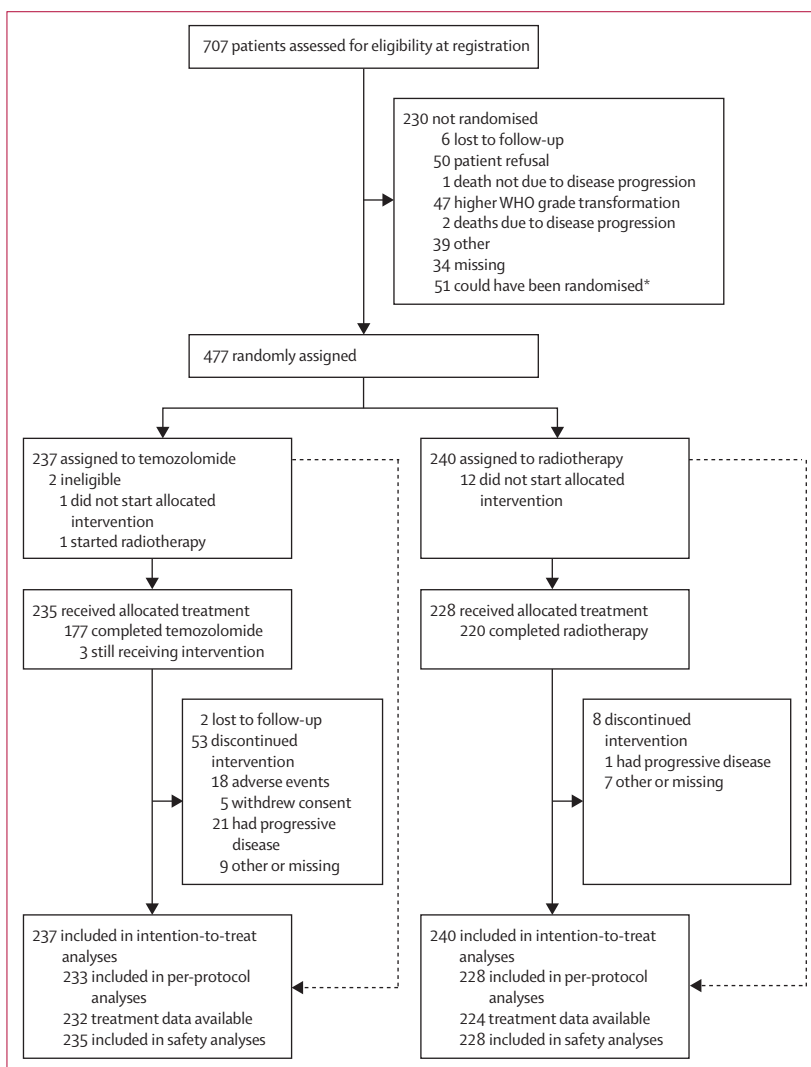 707 patients assessed for eligibility at registration
230 not randomised
6 lost to follow-up
50 patient refusal
1 death not due to disease progression
47 higher WHO grade transformation
2 deaths due to disease progression
39 other
34 missing
51 could have been randomised*
477 randomly assigned
237 assigned to temozolomide
2 ineligible
1 did not start allocated
intervention
1 started radiotherapy
240 assigned to radiotherapy
12 did not start allocated
intervention
235 received allocated treatment
177 completed temozolomide
3 still receiving intervention
228 received allocated treatment
220 completed radiotherapy
2 lost to follow-up
53 discontinued
intervention
18 adverse events
5 withdrew consent
21 had progressive
disease
9 other or missing
8 discontinued
intervention
1 had progressive disease
7 other or missing
237 included in intention-to-treat
analyses
233 included in per-protocol
analyses
232 treatment data available
235 included in safety analyses
240 included in intention-to-treat
analyses
228 included in per-protocol
analyses
224 treatment data available
228 included in safety analyses